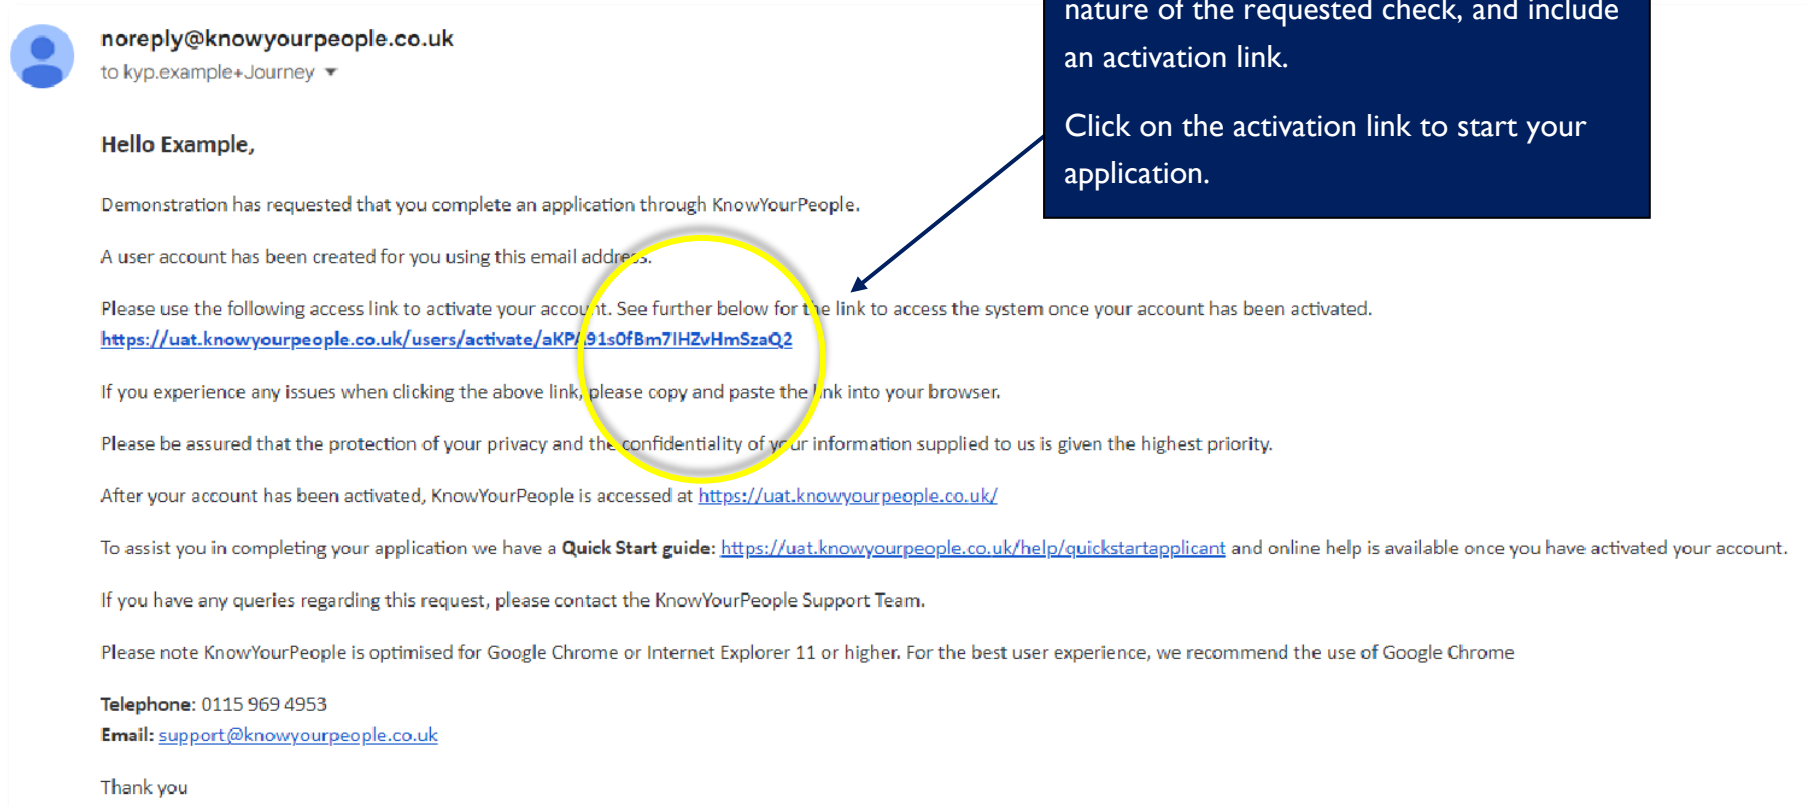 nature of the requested check, and include
an activation link.
Click on the activation link to start your
application.
noreply@knowyourpeople.co.uk
to kyp.example+Journey
Hello Example,
Demonstration has requested that you complete an application through KnowYourPeople.
A user account has been created for you using this email address.
Please use the following access link to activate your account. See further below for the link to access the system once your account has been activated.
https://uat.knowyourpeople.co.uk/users/activate/aKPA91s0fBm7lHZvHmSzaQ2
If you experience any issues when clicking the above link, please copy and paste the link into your browser.
Please be assured that the protection of your privacy and the confidentiality of your information supplied to us is given the highest priority.
After your account has been activated, KnowYourPeople is accessed at https://uat.knowyourpeople.co.uk/
To assist you in completing your application we have a Quick Start guide: https://uat.knowyourpeople.co.uk/help/quickstartapplicant and online help is available once you have activated your account.
If you have any queries regarding this request, please contact the KnowYourPeople Support Team.
Please note KnowYourPeople is optimised for Google Chrome or Internet Explorer 11 or higher. For the best user experience, we recommend the use of Google Chrome
Telephone: 0115 969 4953
Email: support@knowyourpeople.co.uk
Thank you